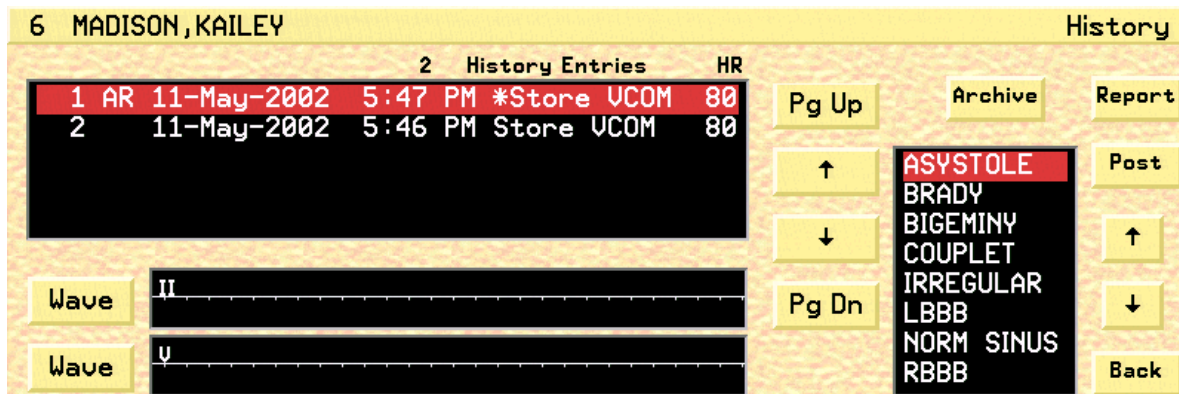 6 MADISON,KAILEY History
2 History Entries HR
1 AR 11-May-2002 5:47 PM *Store VCOM 80
2 11-May-2002 5:46 PM Store VCOM 80
Pg Up
↑
↓
Pg Dn
Archive
Report
ASYSTOLE
BRADY
BIGEMINY
COUPLET
IRREGULAR
LBBB
NORM SINUS
RBBB
Post
↑
↓
Back
Wave
II
Wave
V